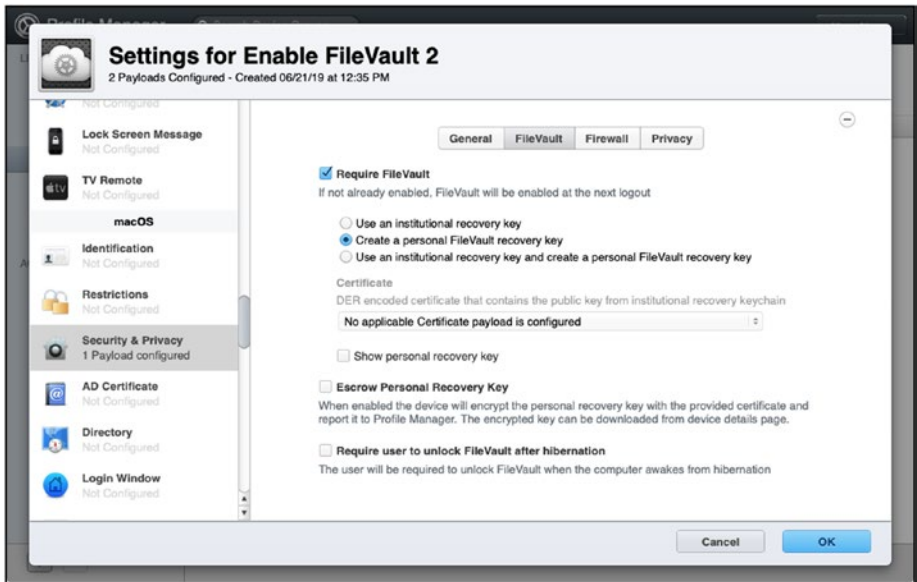 Profile Manager
Settings for Enable FileVault 2
2 Payloads Configured - Created 06/21/19 at 12:35 PM
Not Configured
Lock Screen Message
Not Configured
TV Remote
Not Configured
macOS
Identification
Not Configured
Restrictions
Not Configured
Security & Privacy
1 Payload configured
AD Certificate
Not Configured
Directory
Not Configured
Login Window
Not Configured
General FileVault Firewall Privacy
Require FileVault
If not already enabled, FileVault will be enabled at the next logout
Use an institutional recovery key
Create a personal FileVault recovery key
Use an institutional recovery key and create a personal FileVault recovery key
Certificate
DER encoded certificate that contains the public key from institutional recovery keychain
No applicable Certificate payload is configured
Show personal recovery key
Escrow Personal Recovery Key
When enabled the device will encrypt the personal recovery key with the provided certificate and
report it to Profile Manager. The encrypted key can be downloaded from device details page.
Require user to unlock FileVault after hibernation
The user will be required to unlock FileVault when the computer awakes from hibernation
Cancel OK